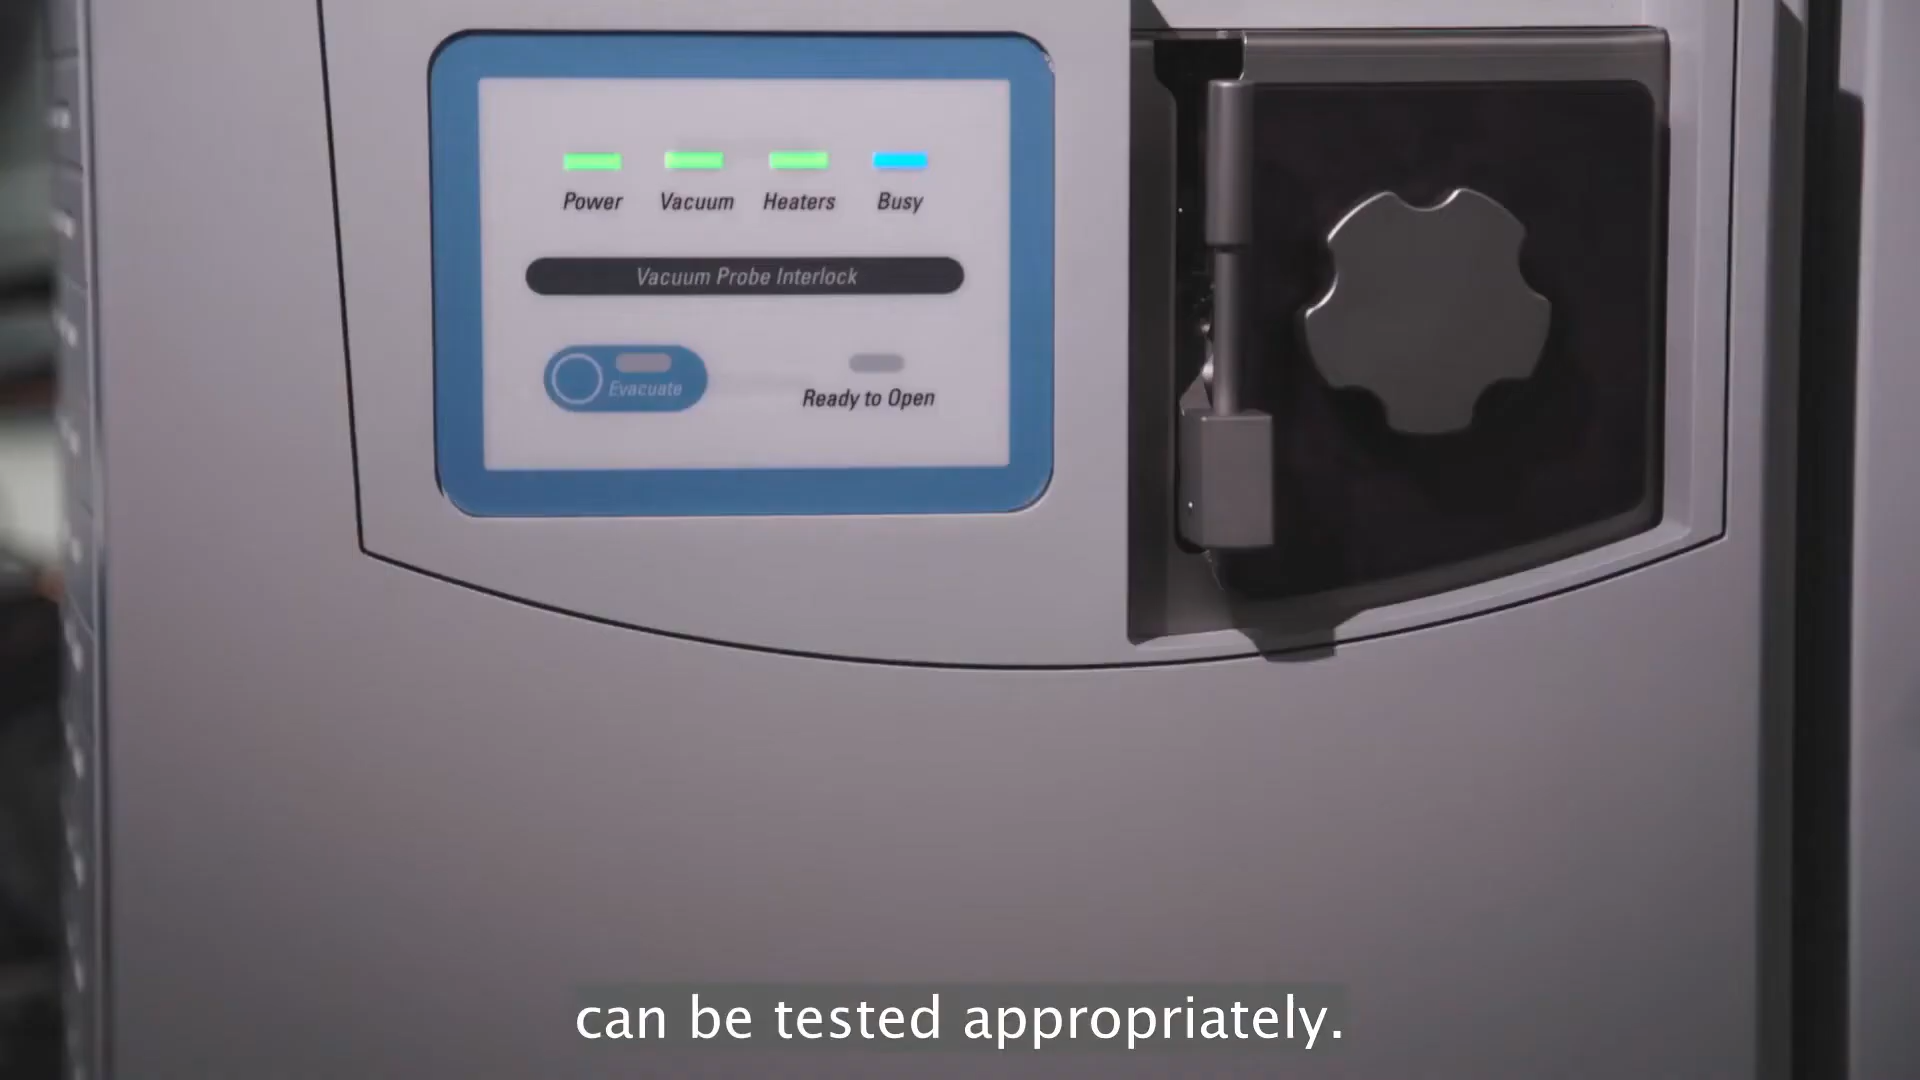 Power Vacuum Heaters Busy
Vacuum Probe Interlock
Evacuate
Ready to Open
can be tested appropriately.